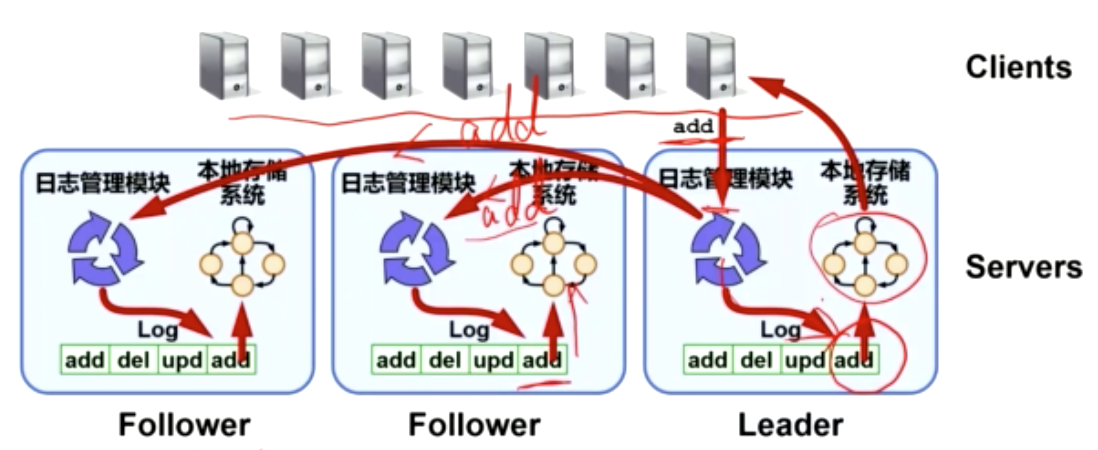 Clients
add
add
add
日志管理模块
本地存储
系统
Log
add del upd add
日志管理模块
本地存储
系统
Log
add del upd add
日志管理模块
本地存储
系统
Log
add del upd add
Servers
Follower
Follower
Leader